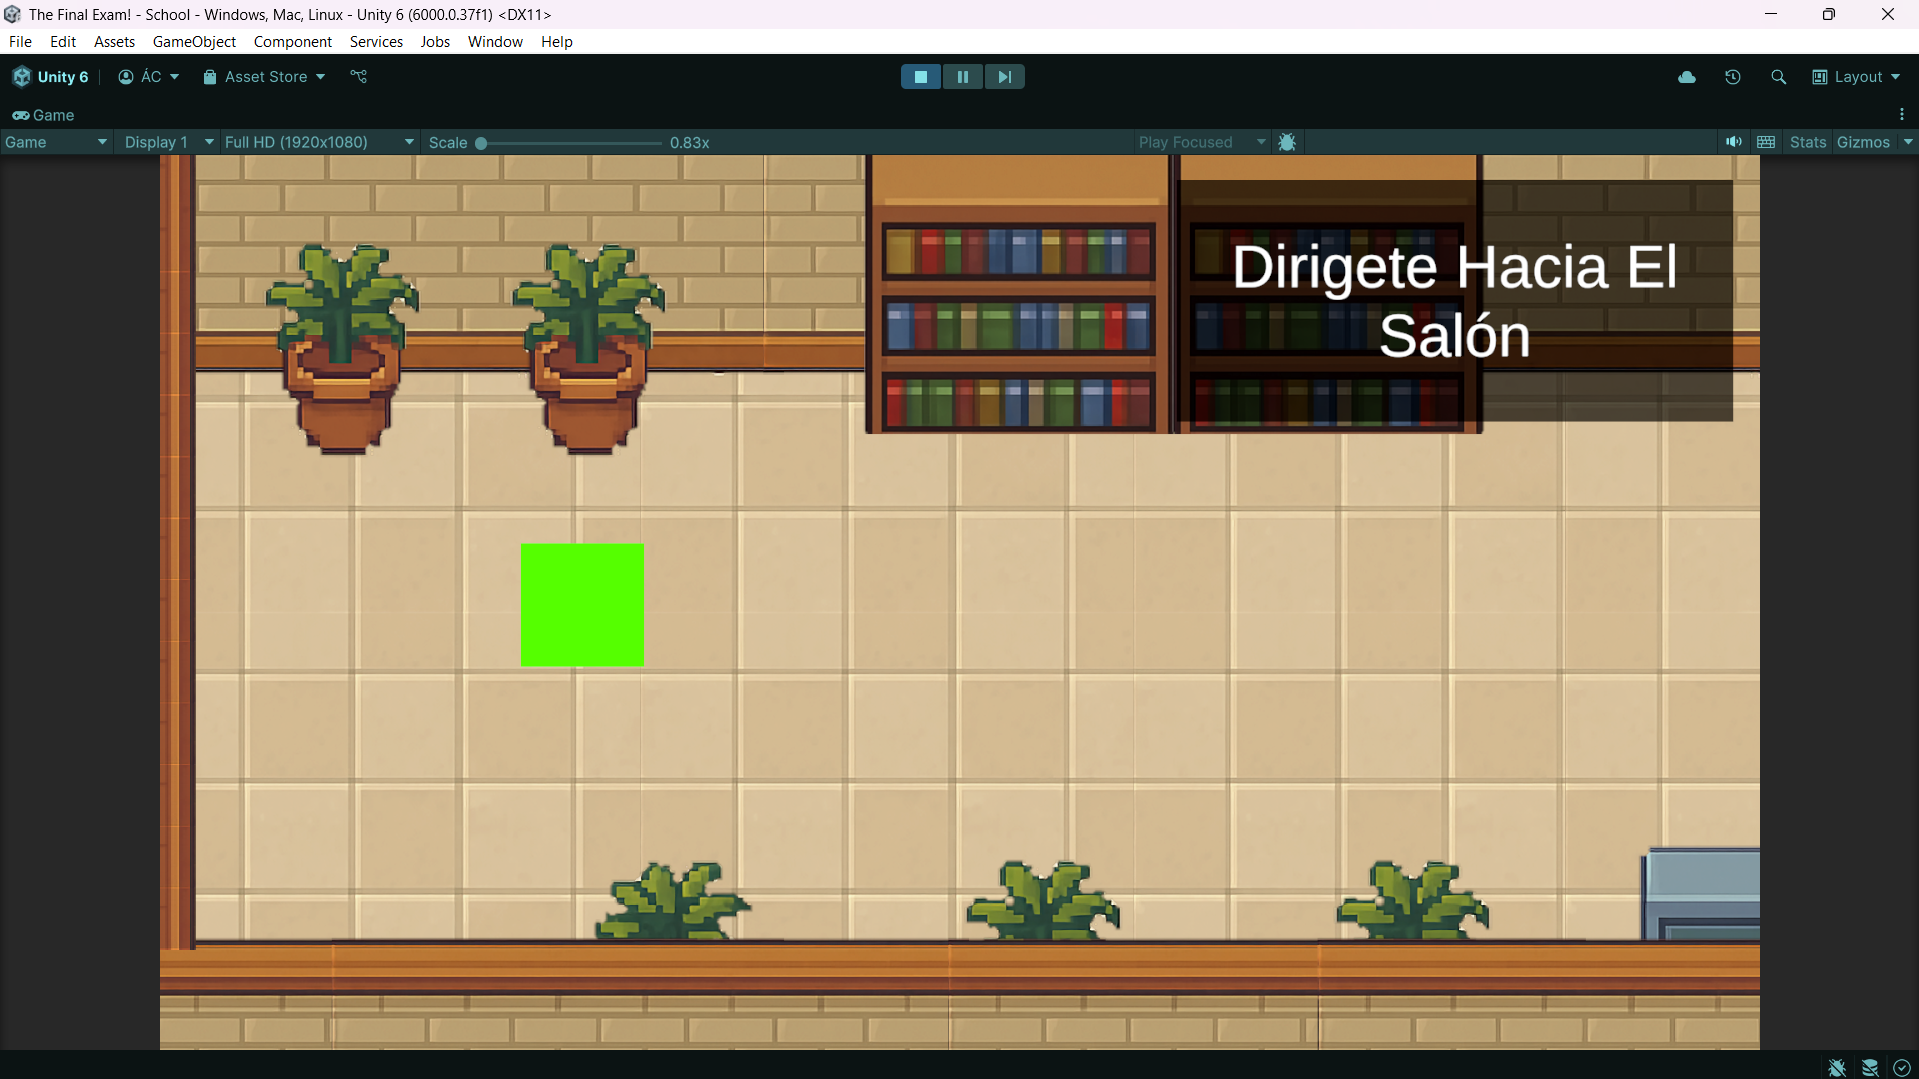 The Final Exam! - School - Windows, Mac, Linux - Unity 6 (6000.0.37f1) <DX11>
File Edit Assets GameObject Component Services Jobs Window Help
Unity 6 ÁC Asset Store Layout
Game
Game Display 1 Full HD (1920x1080) Scale 0.83x Play Focused Stats Gizmos
Dirigete Hacia El
Salón